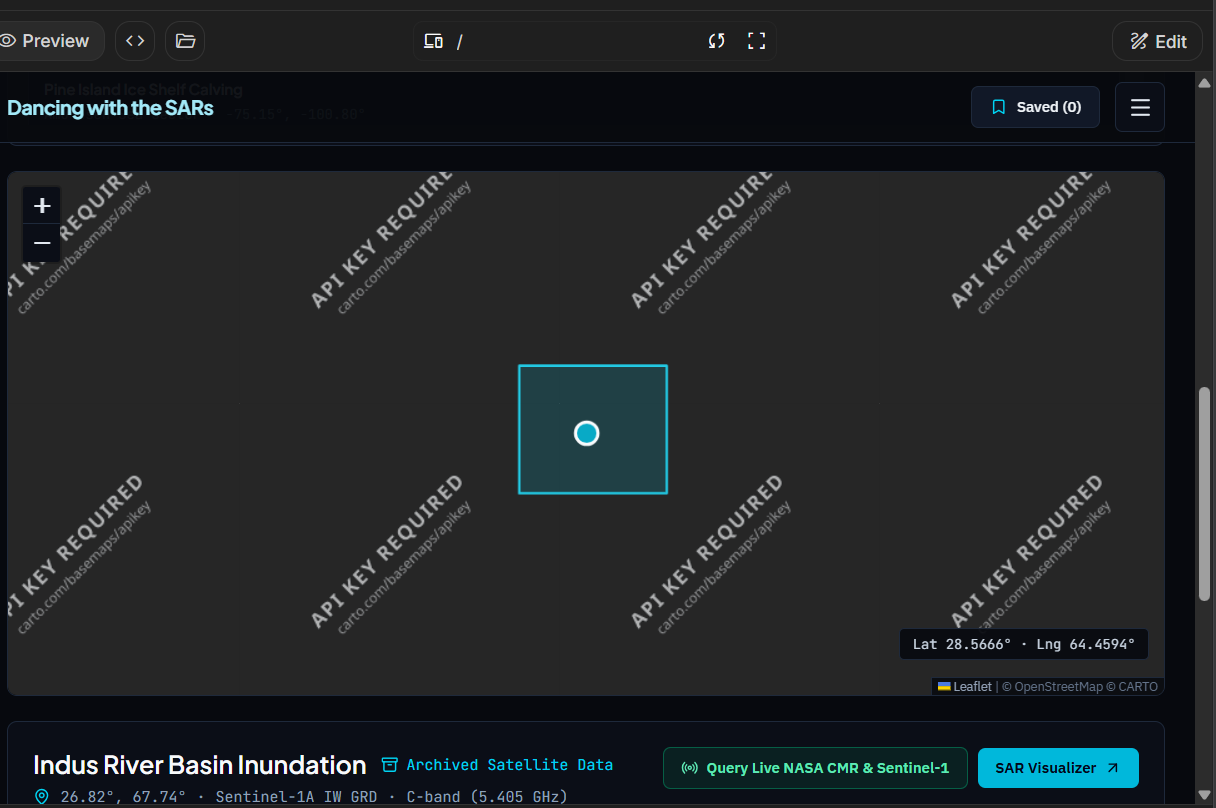 Preview
/
Edit
Pine Island Ice Shelf Calving
Dancing with the SARs
-75.15°, -109.80°
Saved (0)
+
−
API KEY REQUIRED
carto.com/basemaps/apikey
API KEY REQUIRED
carto.com/basemaps/apikey
API KEY REQUIRED
carto.com/basemaps/apikey
API KEY REQUIRED
carto.com/basemaps/apikey
API KEY REQUIRED
carto.com/basemaps/apikey
API KEY REQUIRED
carto.com/basemaps/apikey
API KEY REQUIRED
carto.com/basemaps/apikey
API KEY REQUIRED
carto.com/basemaps/apikey
Lat 28.5666° · Lng 64.4594°
Leaflet | © OpenStreetMap © CARTO
Indus River Basin Inundation
Archived Satellite Data
Query Live NASA CMR & Sentinel-1
SAR Visualizer
26.82°, 67.74° · Sentinel-1A IW GRD · C-band (5.405 GHz)